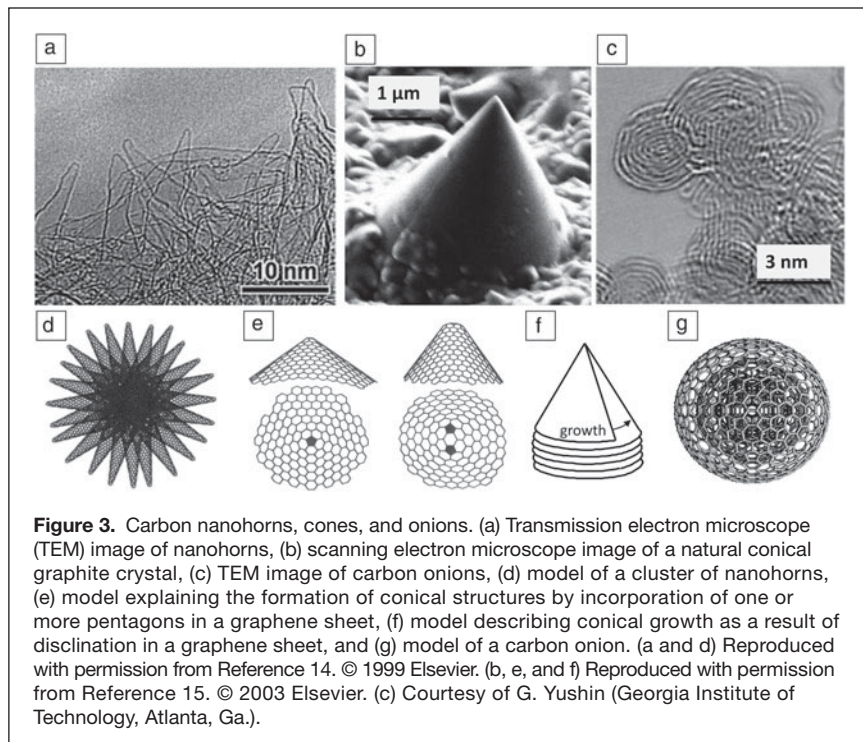 a
b
c
1 µm
10 nm
3 nm
d
e
f
g
growth
Figure 3. Carbon nanohorns, cones, and onions. (a) Transmission electron microscope
(TEM) image of nanohorns, (b) scanning electron microscope image of a natural conical
graphite crystal, (c) TEM image of carbon onions, (d) model of a cluster of nanohorns,
(e) model explaining the formation of conical structures by incorporation of one or
more pentagons in a graphene sheet, (f) model describing conical growth as a result of
disclination in a graphene sheet, and (g) model of a carbon onion. (a and d) Reproduced
with permission from Reference 14. © 1999 Elsevier. (b, e, and f) Reproduced with permission
from Reference 15. © 2003 Elsevier. (c) Courtesy of G. Yushin (Georgia Institute of
Technology, Atlanta, Ga.).